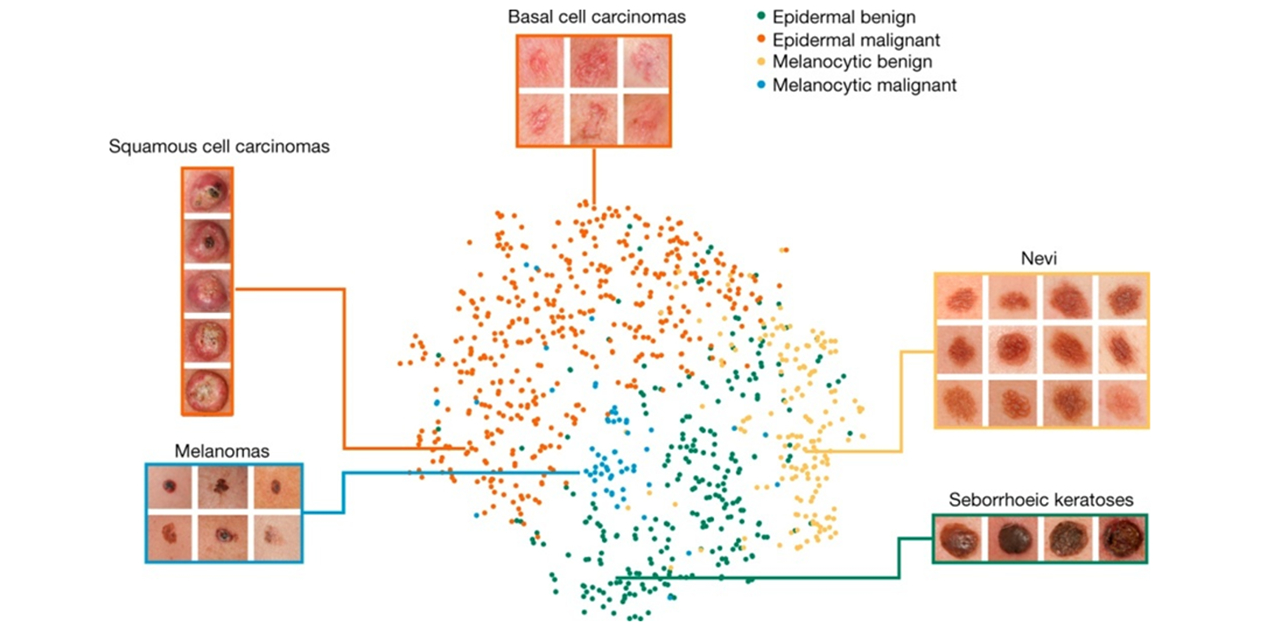 Basal cell carcinomas
Epidermal benign
Epidermal malignant
Melanocytic benign
Melanocytic malignant
Squamous cell carcinomas
Nevi
Melanomas
Seborrhoeic keratoses